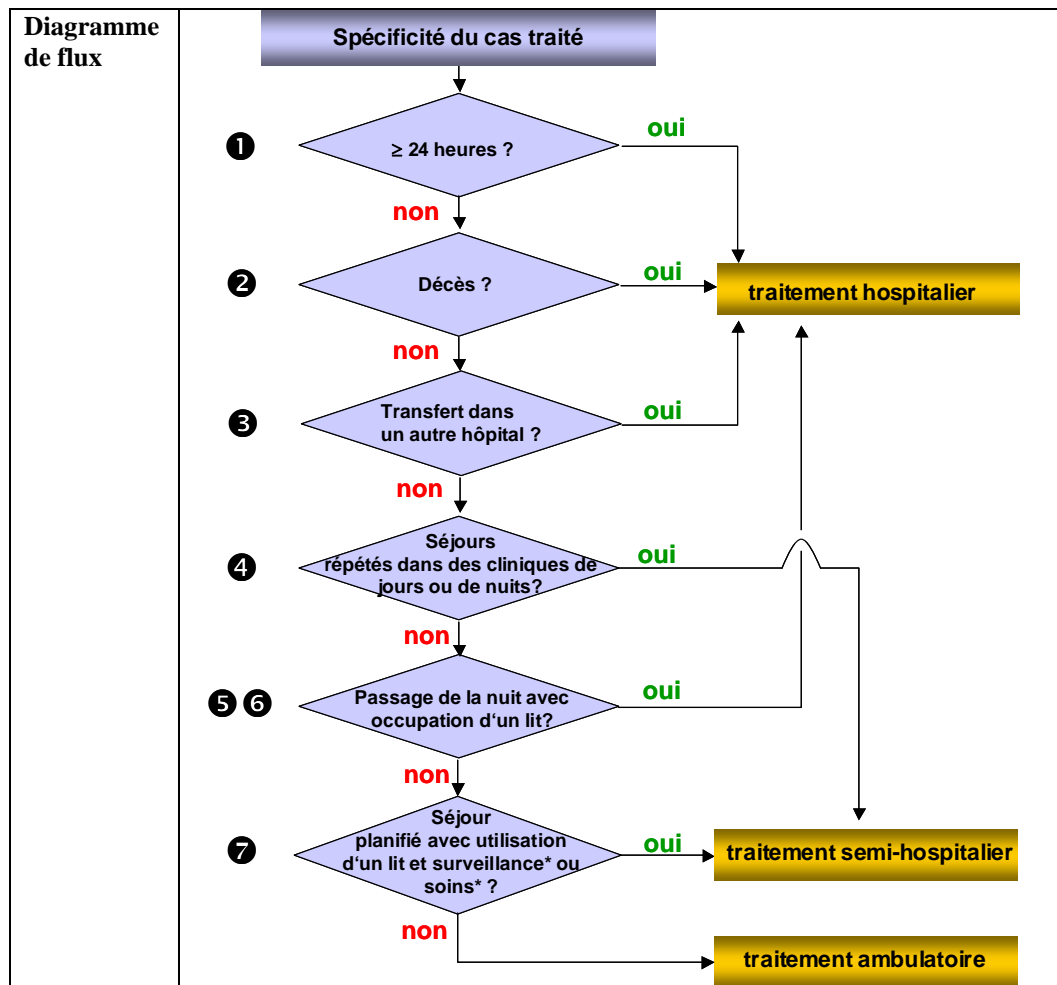 Diagramme
de flux
Spécificité du cas traité
❶
≥ 24 heures ?
oui
non
❷
Décès ?
oui
traitement hospitalier
non
❸
Transfert dans
un autre hôpital ?
oui
non
❹
Séjours
répétés dans des cliniques de
jours ou de nuits?
oui
non
❺ ❻
Passage de la nuit avec
occupation d‘un lit?
oui
non
❼
Séjour
planifié avec utilisation
d‘un lit et surveillance* ou
soins* ?
oui
traitement semi-hospitalier
non
traitement ambulatoire